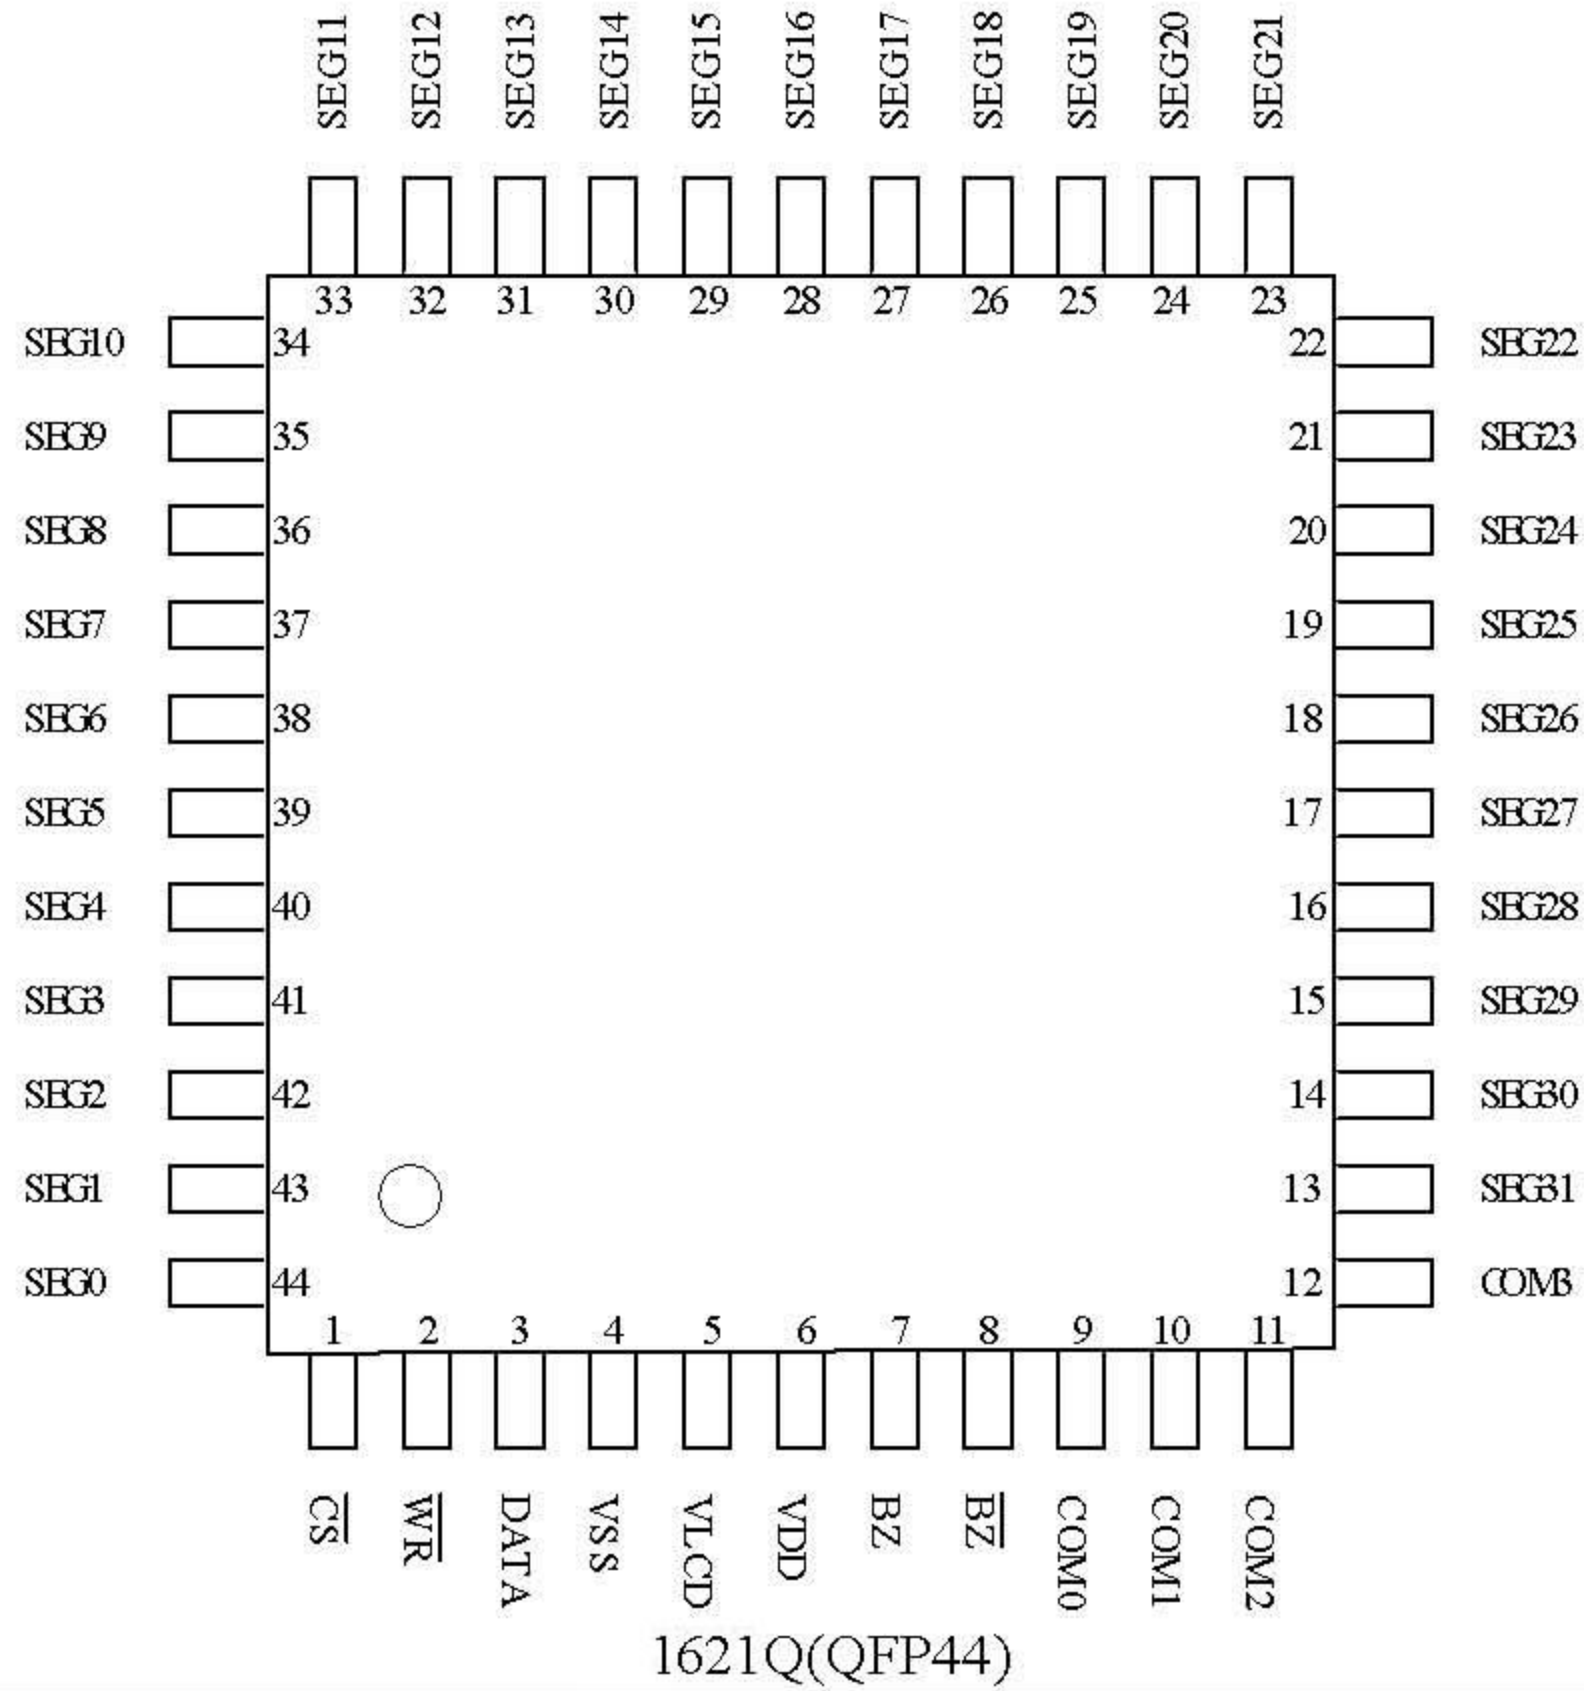 SEG11 SEG12 SEG13 SEG14 SEG15 SEG16 SEG17 SEG18 SEG19 SEG20 SEG21
33 32 31 30 29 28 27 26 25 24 23
SEG10 34 22 SEG22
SEG9 35 21 SEG23
SEG8 36 20 SEG24
SEG7 37 19 SEG25
SEG6 38 18 SEG26
SEG5 39 17 SEG27
SEG4 40 16 SEG28
SEG3 41 15 SEG29
SEG2 42 14 SEG30
SEG1 43 13 SEG31
SEG0 44 12 COM3
1 2 3 4 5 6 7 8 9 10 11
C̅S̅ W̅R̅ DATA VSS VLCD VDD BZ B̅Z̅ COM0 COM1 COM2
1621Q(QFP44)